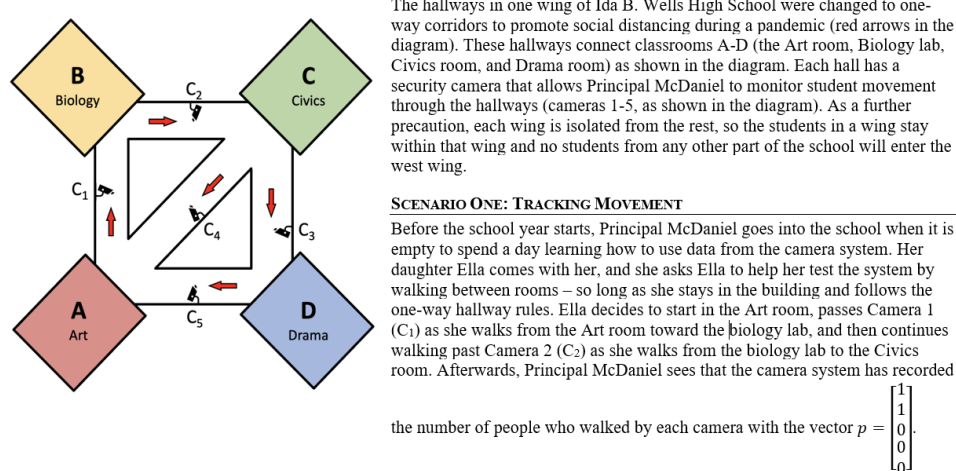 B
Biology
C
Civics
C₂
C₁
C₄
C₃
A
Art
D
Drama
C₅
The hallways in one wing of Ida B. Wells High School were changed to one-
way corridors to promote social distancing during a pandemic (red arrows in the
diagram). These hallways connect classrooms A-D (the Art room, Biology lab,
Civics room, and Drama room) as shown in the diagram. Each hall has a
security camera that allows Principal McDaniel to monitor student movement
through the hallways (cameras 1-5, as shown in the diagram). As a further
precaution, each wing is isolated from the rest, so the students in a wing stay
within that wing and no students from any other part of the school will enter the
west wing.
SCENARIO ONE: TRACKING MOVEMENT
Before the school year starts, Principal McDaniel goes into the school when it is
empty to spend a day learning how to use data from the camera system. Her
daughter Ella comes with her, and she asks Ella to help her test the system by
walking between rooms – so long as she stays in the building and follows the
one-way hallway rules. Ella decides to start in the Art room, passes Camera 1
(C₁) as she walks from the Art room toward the biology lab, and then continues
walking past Camera 2 (C₂) as she walks from the biology lab to the Civics
room. Afterwards, Principal McDaniel sees that the camera system has recorded
the number of people who walked by each camera with the vector p = [1 1 0 0 0].